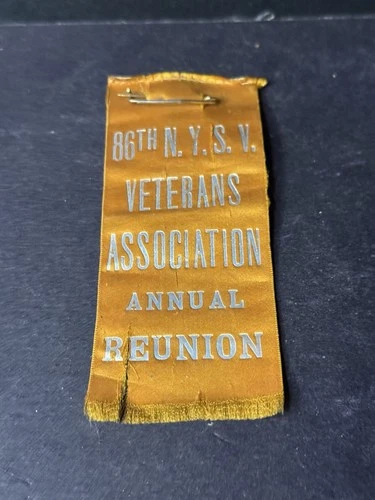 86TH N.Y.S.V.
VETERANS
ASSOCIATION
ANNUAL
REUNION